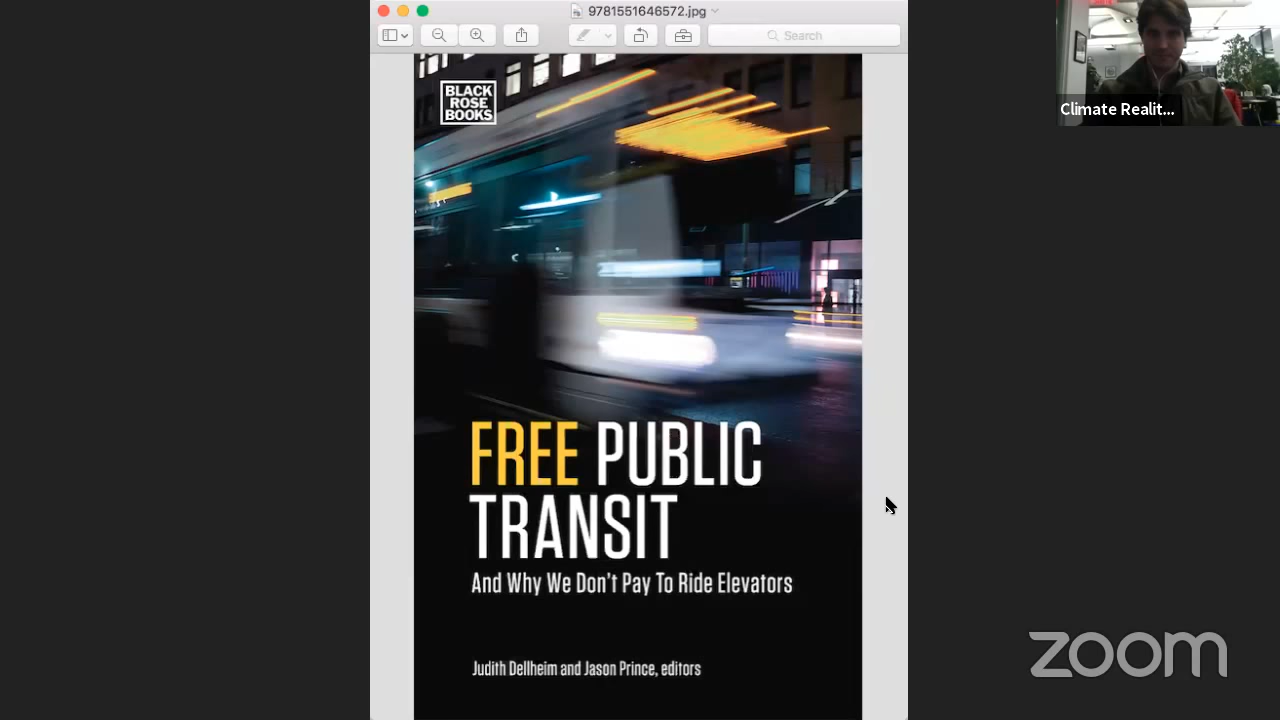 9781551646572.jpg
Search
Climate Realit...
BLACK
ROSE
BOOKS
FREE PUBLIC
TRANSIT
And Why We Don't Pay To Ride Elevators
Judith Dellheim and Jason Prince, editors
zoom